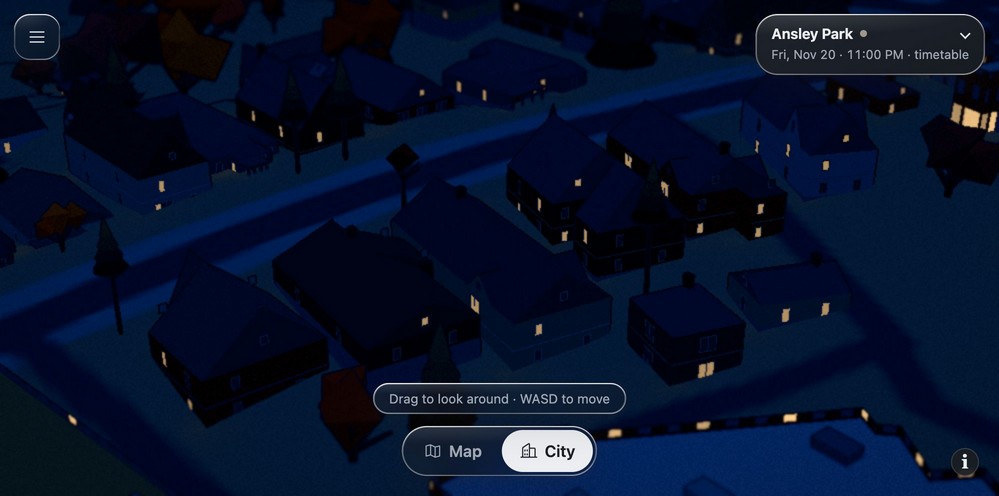 Ansley Park
Fri, Nov 20 · 11:00 PM · timetable
Drag to look around · WASD to move
Map
City
i